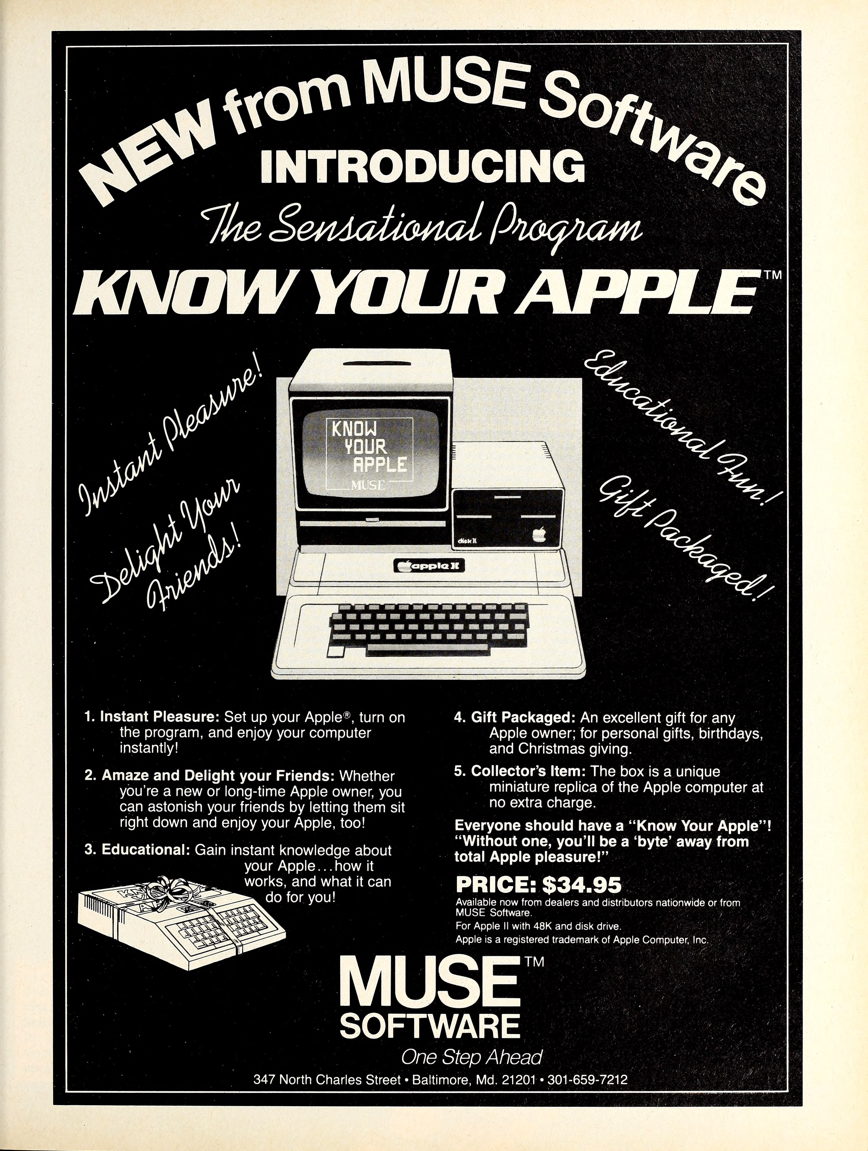 NEW from MUSE Software
INTRODUCING
The Sensational Program
KNOW YOUR APPLE™
Instant Pleasure!
Delight Your
Friends!
Educational Fun!
Gift Packaged!
KNOW
YOUR
APPLE
MUSE
disk II
apple ][
1. Instant Pleasure: Set up your Apple®, turn on
the program, and enjoy your computer
instantly!
2. Amaze and Delight your Friends: Whether
you're a new or long-time Apple owner, you
can astonish your friends by letting them sit
right down and enjoy your Apple, too!
3. Educational: Gain instant knowledge about
your Apple...how it
works, and what it can
do for you!
4. Gift Packaged: An excellent gift for any
Apple owner; for personal gifts, birthdays,
and Christmas giving.
5. Collector's Item: The box is a unique
miniature replica of the Apple computer at
no extra charge.
Everyone should have a "Know Your Apple"!
"Without one, you'll be a 'byte' away from
total Apple pleasure!"
PRICE: $34.95
Available now from dealers and distributors nationwide or from
MUSE Software.
For Apple II with 48K and disk drive.
Apple is a registered trademark of Apple Computer, Inc.
MUSE™
SOFTWARE
One Step Ahead
347 North Charles Street • Baltimore, Md. 21201 • 301-659-7212